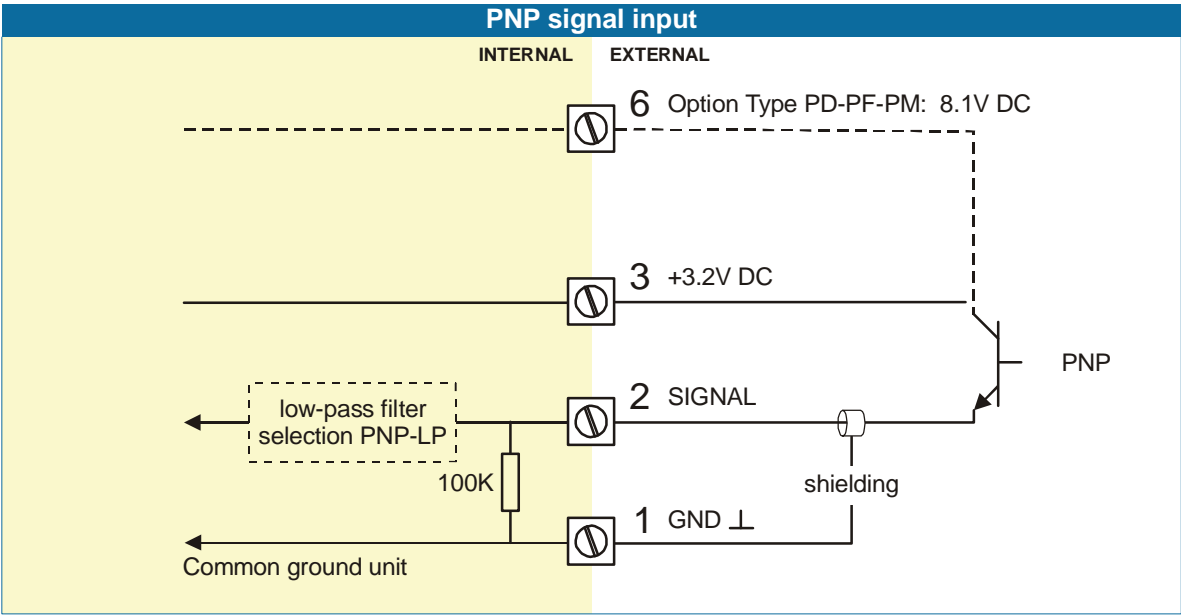 PNP signal input
INTERNAL EXTERNAL
6 Option Type PD-PF-PM: 8.1V DC
3 +3.2V DC
PNP
2 SIGNAL
low-pass filter
selection PNP-LP
100K
shielding
1 GND ⊥
Common ground unit